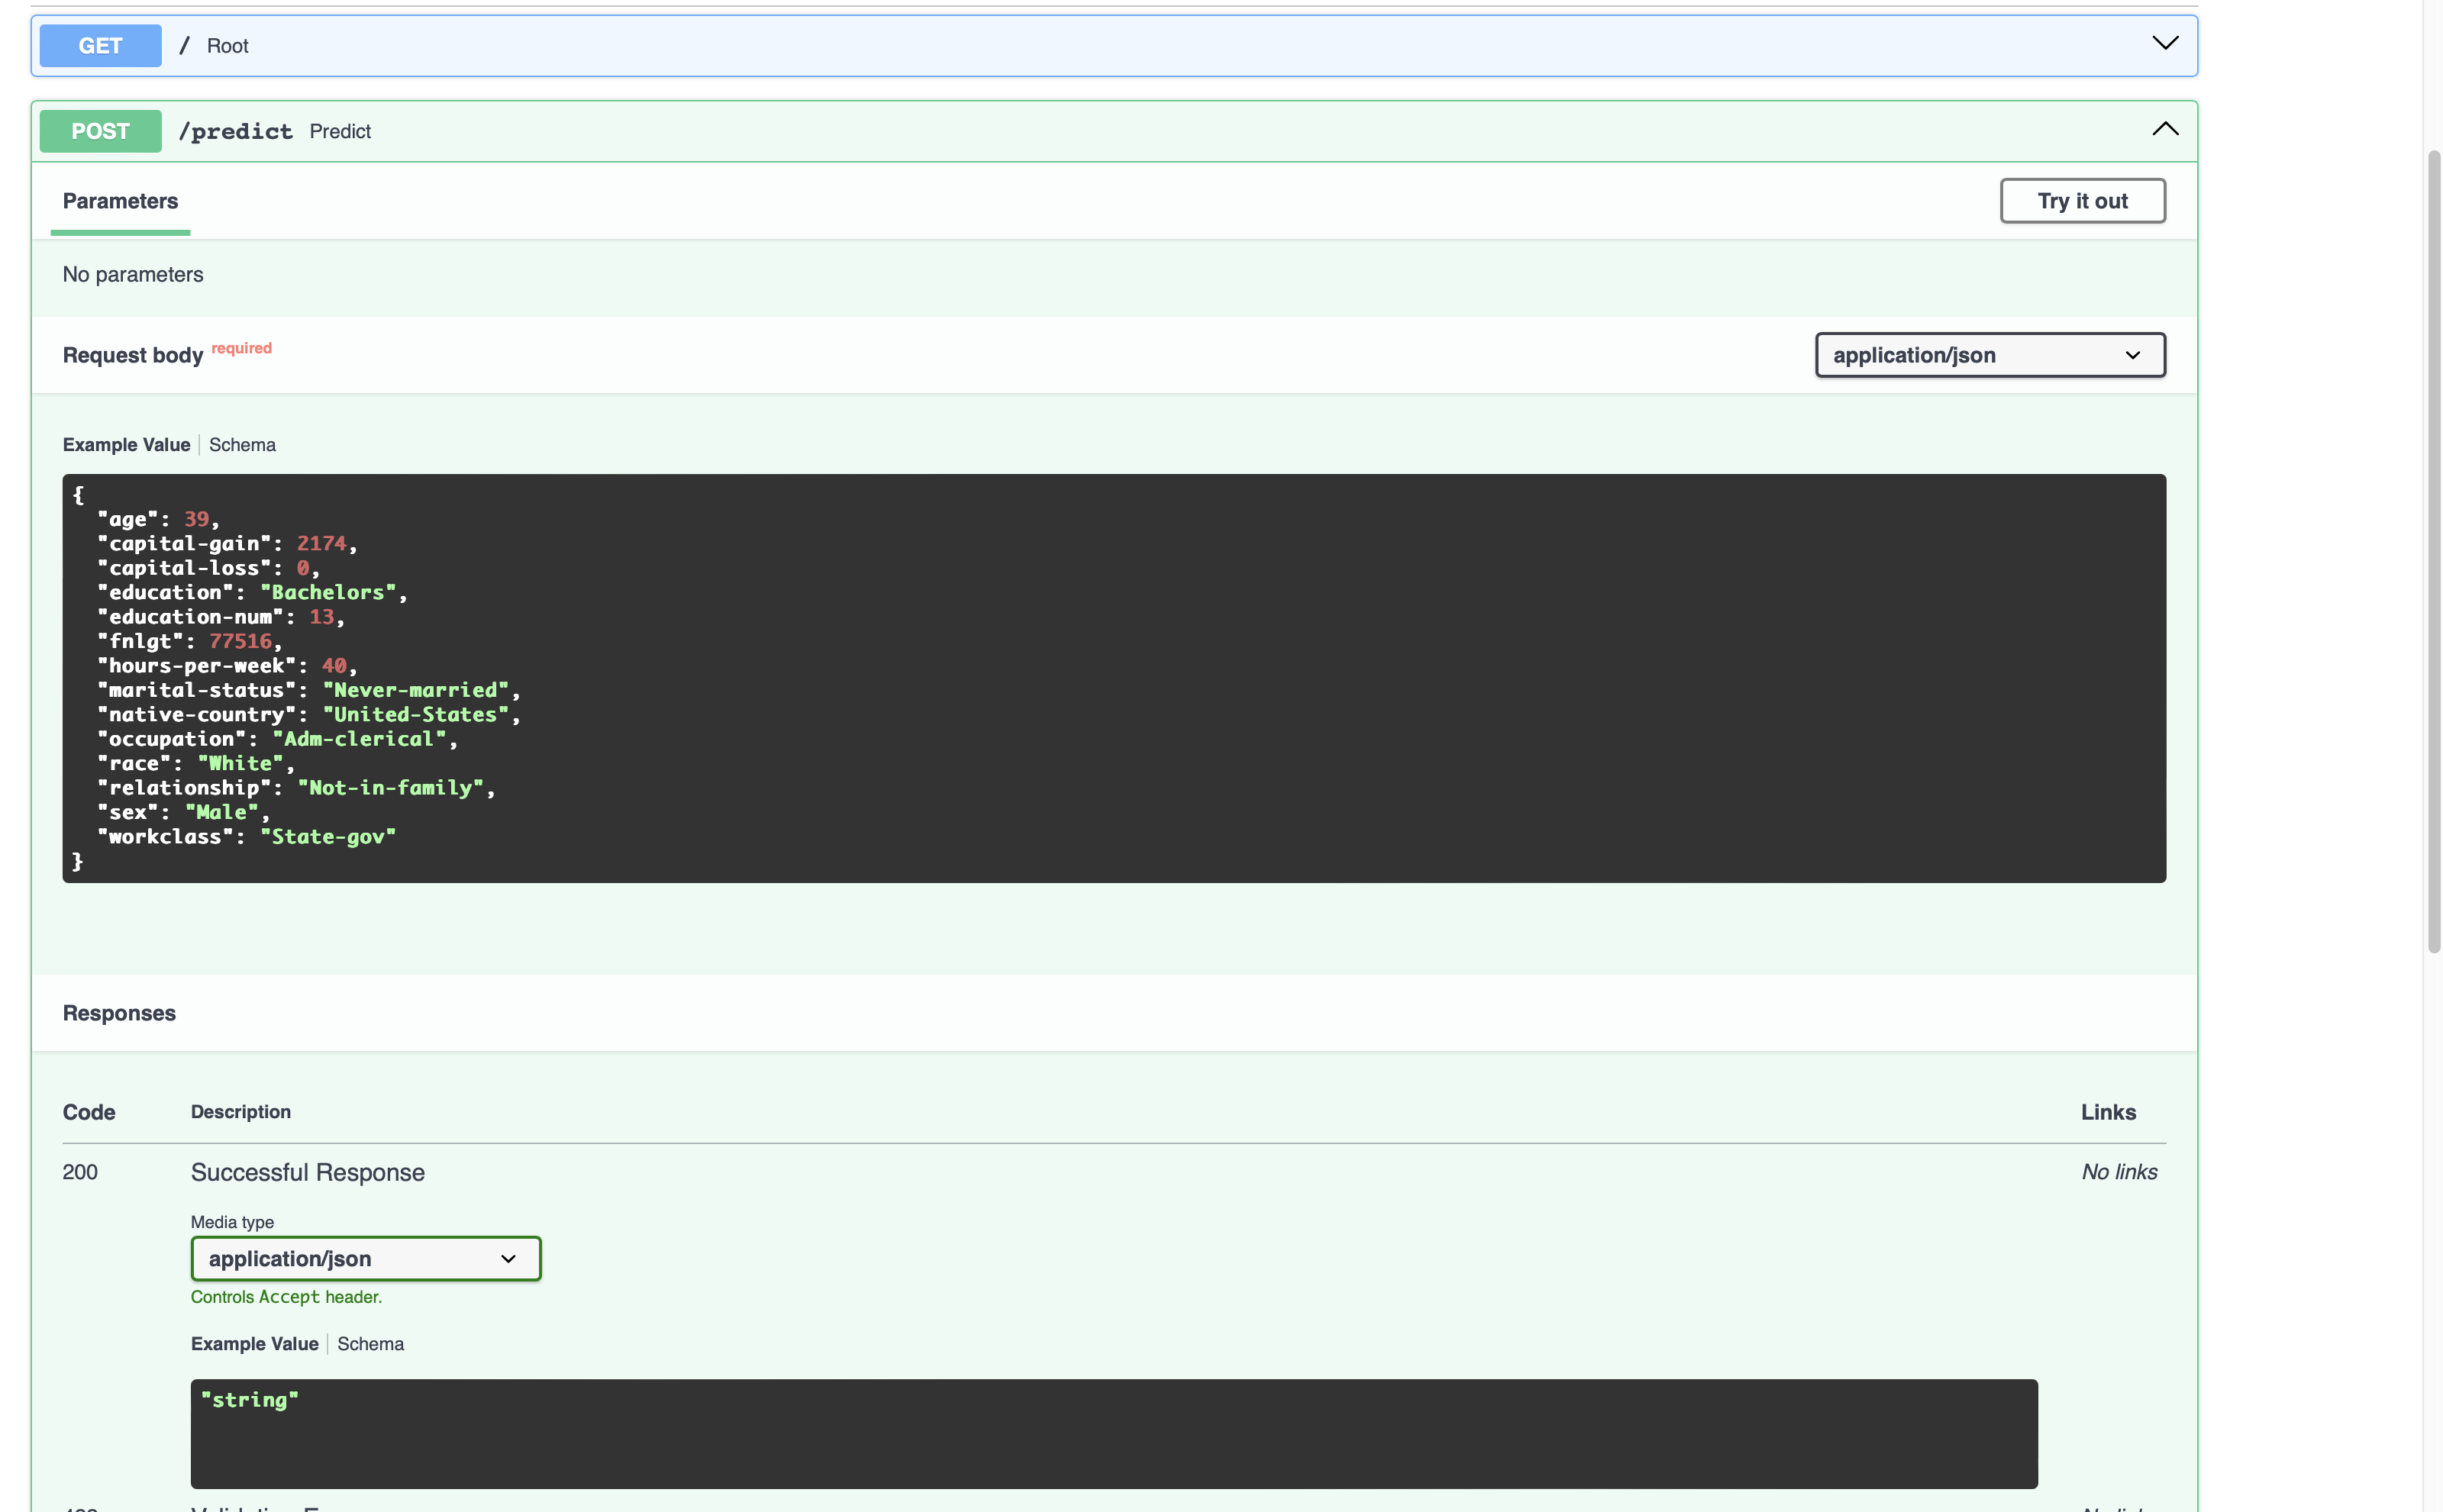 GET / Root
POST /predict Predict
Parameters Try it out
No parameters
Request body required application/json
Example Value Schema
{
"age": 39,
"capital-gain": 2174,
"capital-loss": 0,
"education": "Bachelors",
"education-num": 13,
"fnlgt": 77516,
"hours-per-week": 40,
"marital-status": "Never-married",
"native-country": "United-States",
"occupation": "Adm-clerical",
"race": "White",
"relationship": "Not-in-family",
"sex": "Male",
"workclass": "State-gov"
}
Responses
Code Description Links
200 Successful Response No links
Media type
application/json
Controls Accept header.
Example Value Schema
"string"